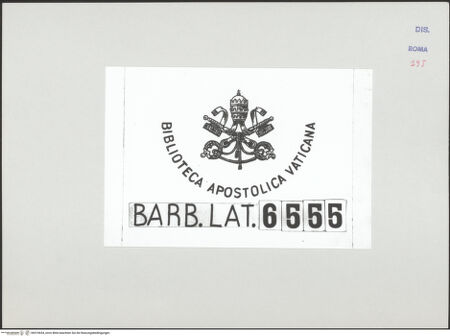 DIS.
ROMA
BIBLIOTECA APOSTOLICA VATICANA
BARB. LAT. 6555